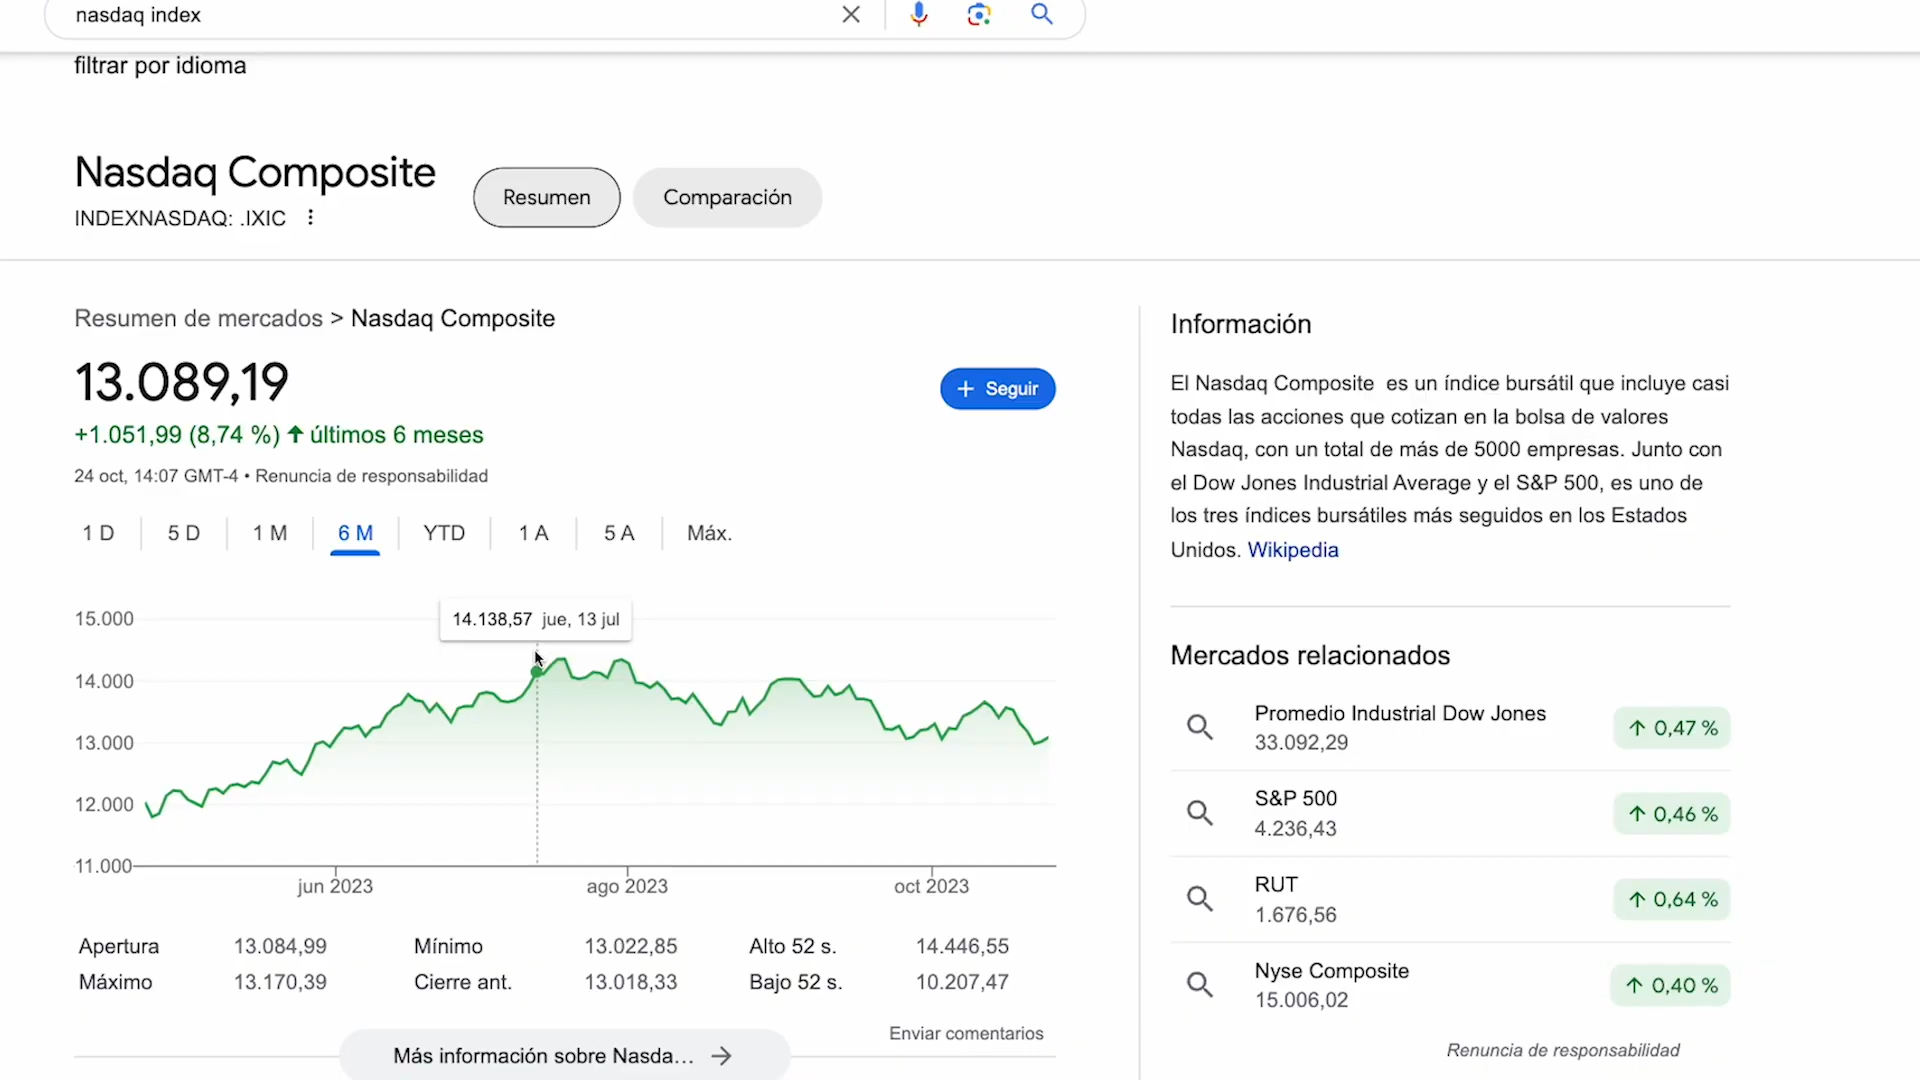 nasdaq index
filtrar por idioma
Nasdaq Composite
INDEXNASDAQ: .IXIC
Resumen
Comparación
Resumen de mercados > Nasdaq Composite
13.089,19
+ Seguir
+1.051,99 (8,74 %) ↑ últimos 6 meses
24 oct, 14:07 GMT-4 • Renuncia de responsabilidad
1 D 5 D 1 M 6 M YTD 1 A 5 A Máx.
14.138,57 jue, 13 jul
15.000
14.000
13.000
12.000
11.000
jun 2023 ago 2023 oct 2023
Apertura 13.084,99 Mínimo 13.022,85 Alto 52 s. 14.446,55
Máximo 13.170,39 Cierre ant. 13.018,33 Bajo 52 s. 10.207,47
Enviar comentarios
Más información sobre Nasda... →
Información
El Nasdaq Composite es un índice bursátil que incluye casi
todas las acciones que cotizan en la bolsa de valores
Nasdaq, con un total de más de 5000 empresas. Junto con
el Dow Jones Industrial Average y el S&P 500, es uno de
los tres índices bursátiles más seguidos en los Estados
Unidos. Wikipedia
Mercados relacionados
Promedio Industrial Dow Jones
33.092,29
↑ 0,47 %
S&P 500
4.236,43
↑ 0,46 %
RUT
1.676,56
↑ 0,64 %
Nyse Composite
15.006,02
↑ 0,40 %
Renuncia de responsabilidad